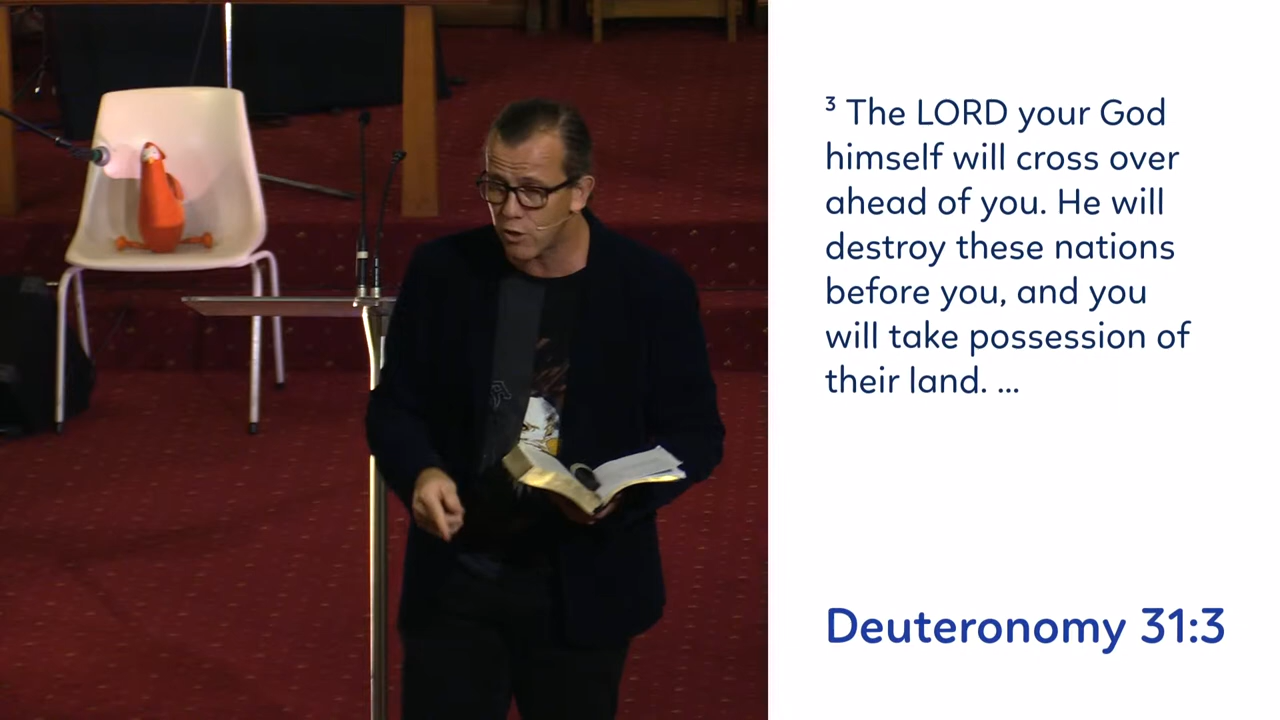 ³ The LORD your God
himself will cross over
ahead of you. He will
destroy these nations
before you, and you
will take possession of
their land. ...
Deuteronomy 31:3